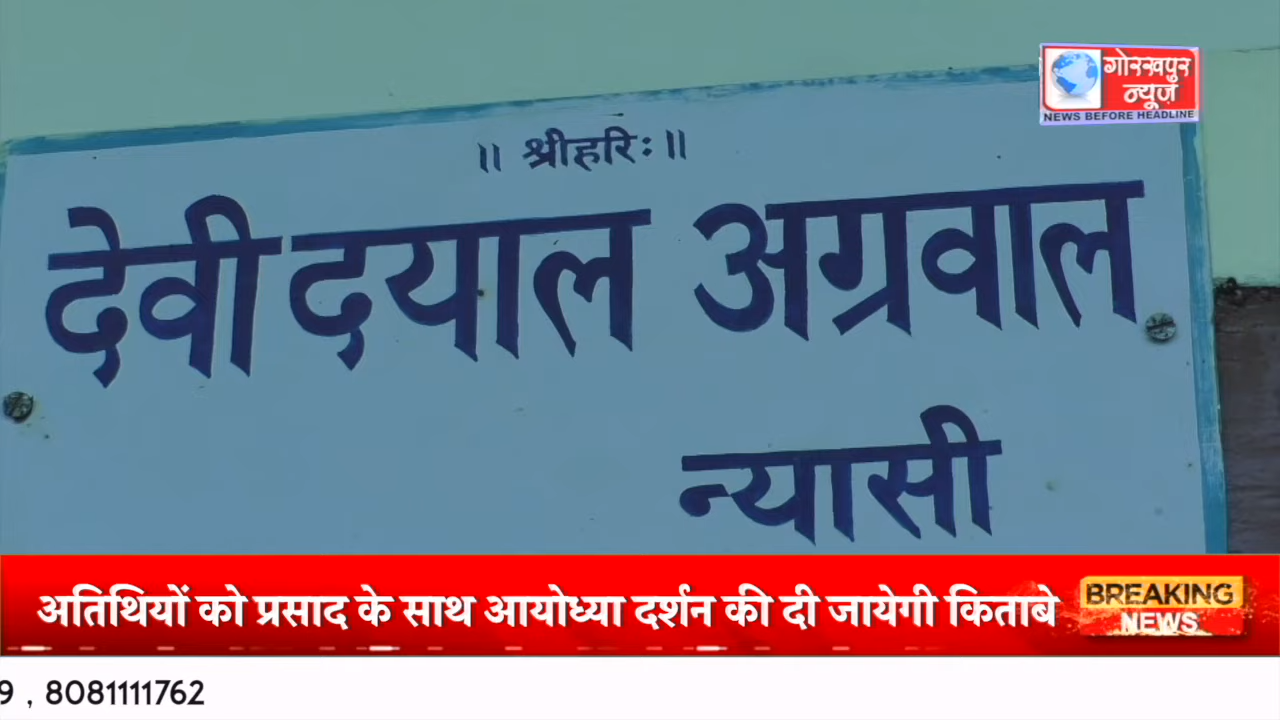 गोरखपुर
न्यूज़
NEWS BEFORE HEADLINE
॥ श्रीहरिः ॥
देवी दयाल अग्रवाल
न्यासी
अतिथियों को प्रसाद के साथ आयोध्या दर्शन की दी जायेगी किताबे
BREAKING
NEWS
9 , 8081111762